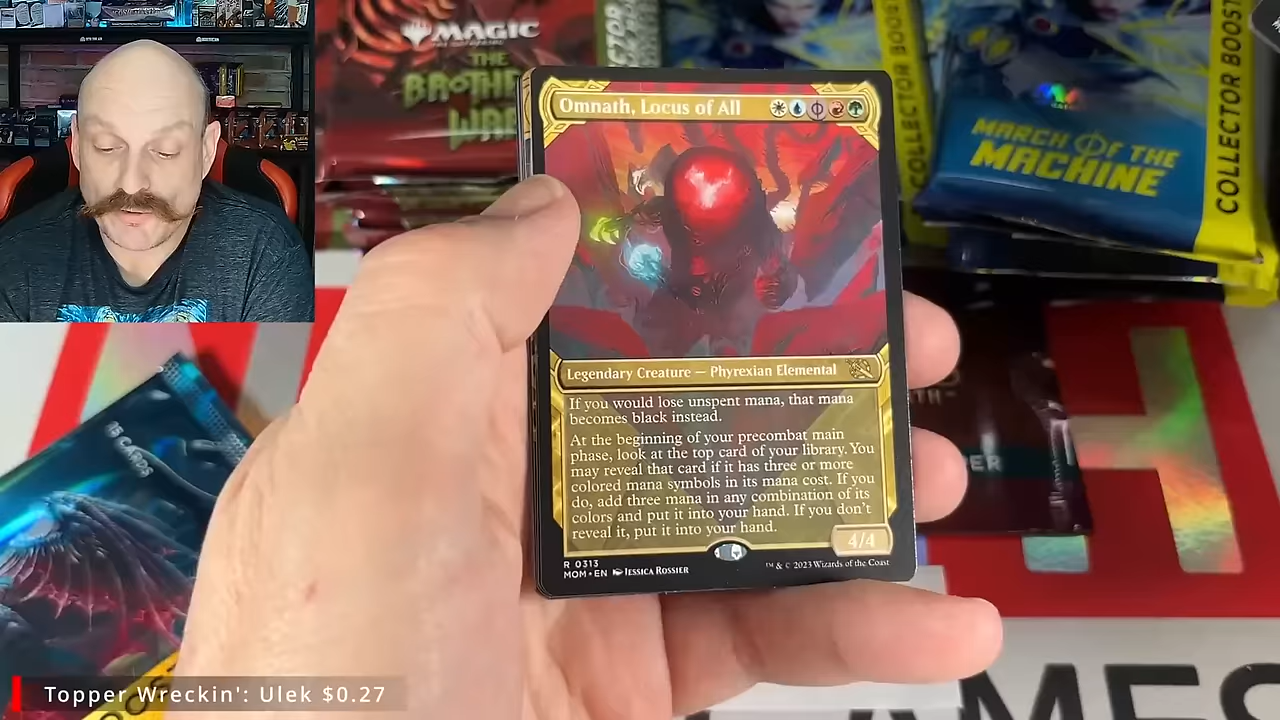 MAGIC
THE
BROTHE
WAR
COLLECTOR BOOST
MARCH OF THE
MACHINE
COLLECTOR BOOST
Omnath, Locus of All
Legendary Creature — Phyrexian Elemental
If you would lose unspent mana, that mana
becomes black instead.
At the beginning of your precombat main
phase, look at the top card of your library. You
may reveal that card if it has three or more
colored mana symbols in its mana cost. If you
do, add three mana in any combination of its
colors and put it into your hand. If you don't
reveal it, put it into your hand.
4/4
R 0313
MOM • EN JESSICA ROSSIER
™ & © 2023 Wizards of the Coast
15 CARDS
ER
AMES
Topper Wreckin': Ulek $0.27